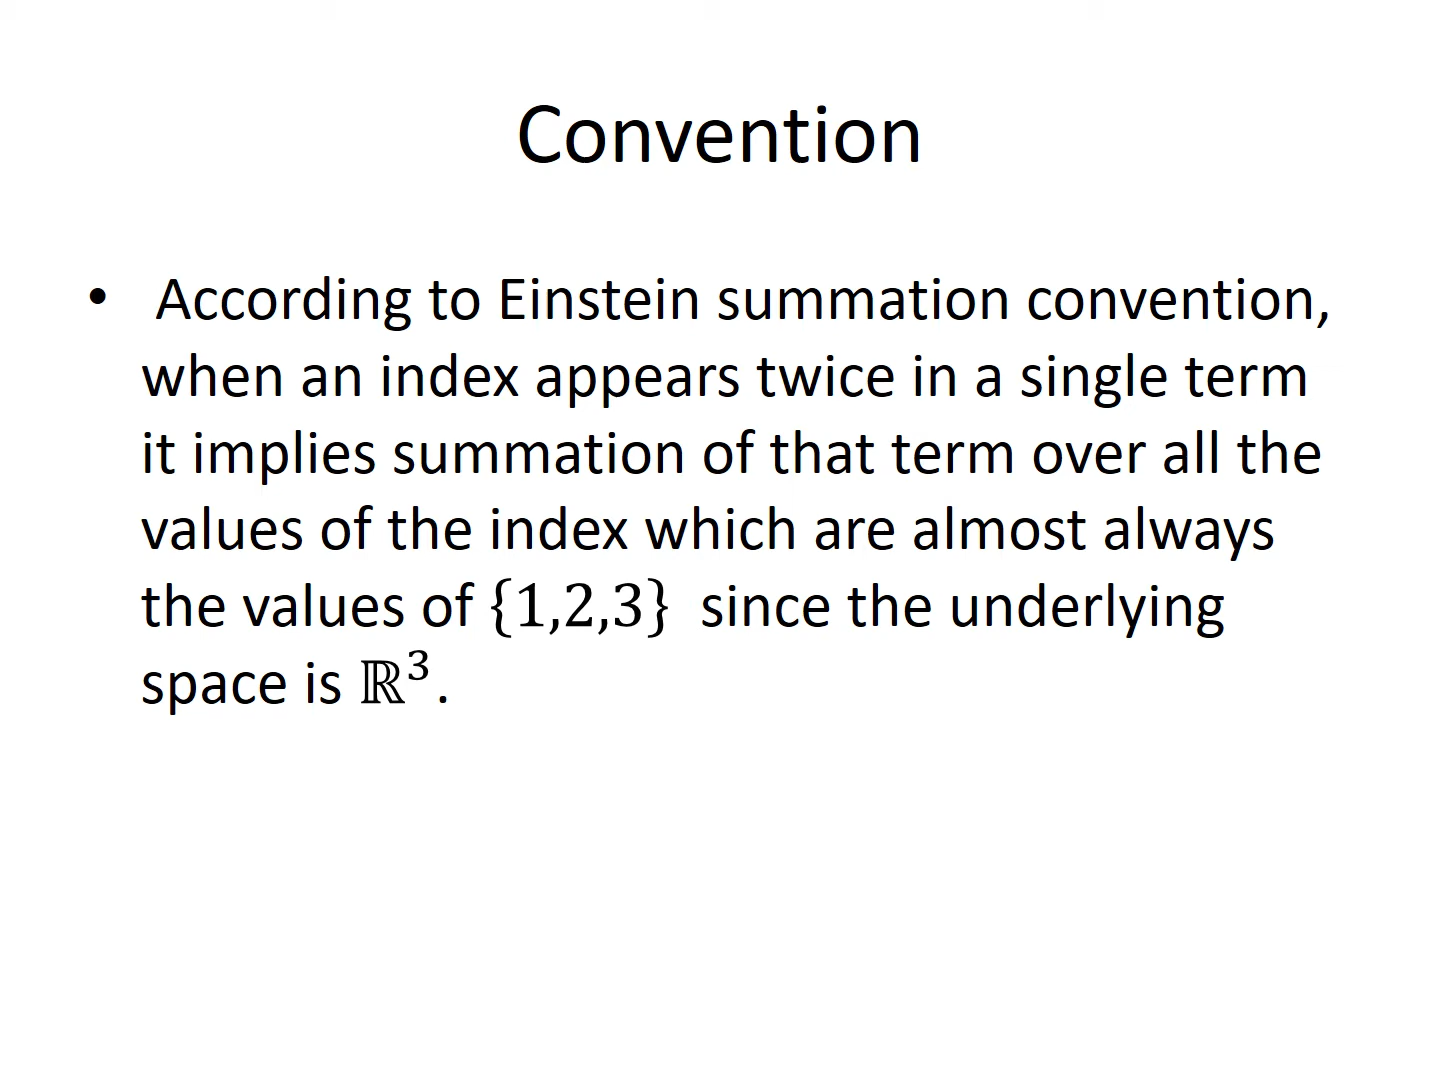 Convention
• According to Einstein summation convention,
when an index appears twice in a single term
it implies summation of that term over all the
values of the index which are almost always
the values of {1,2,3} since the underlying
space is ℝ³.